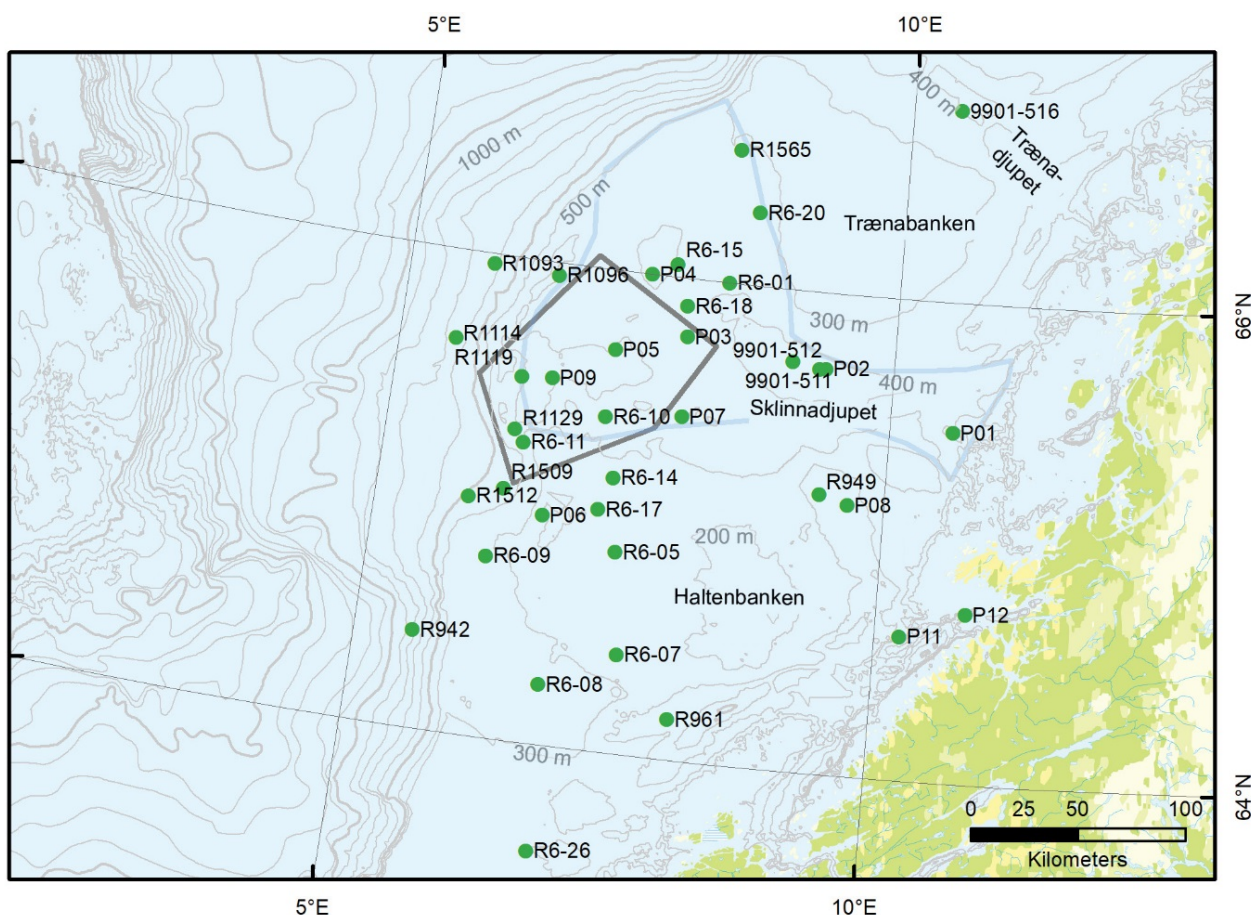 5°E
10°E
400 m
9901-516
Træna-
djupet
1000 m
R1565
500 m
R6-20
Trænabanken
R6-15
R1093
R1096
P04
R6-01
R6-18
300 m
66°N
R1114
P03
R1119
P05
9901-512
P02
P09
9901-511
400 m
Sklinnadjupet
R1129
R6-10
P07
P01
R6-11
R1509
R6-14
R949
R1512
P08
P06
R6-17
200 m
R6-09
R6-05
Haltenbanken
P12
R942
P11
R6-07
R6-08
R961
300 m
64°N
0 25 50 100
Kilometers
R6-26
5°E
10°E